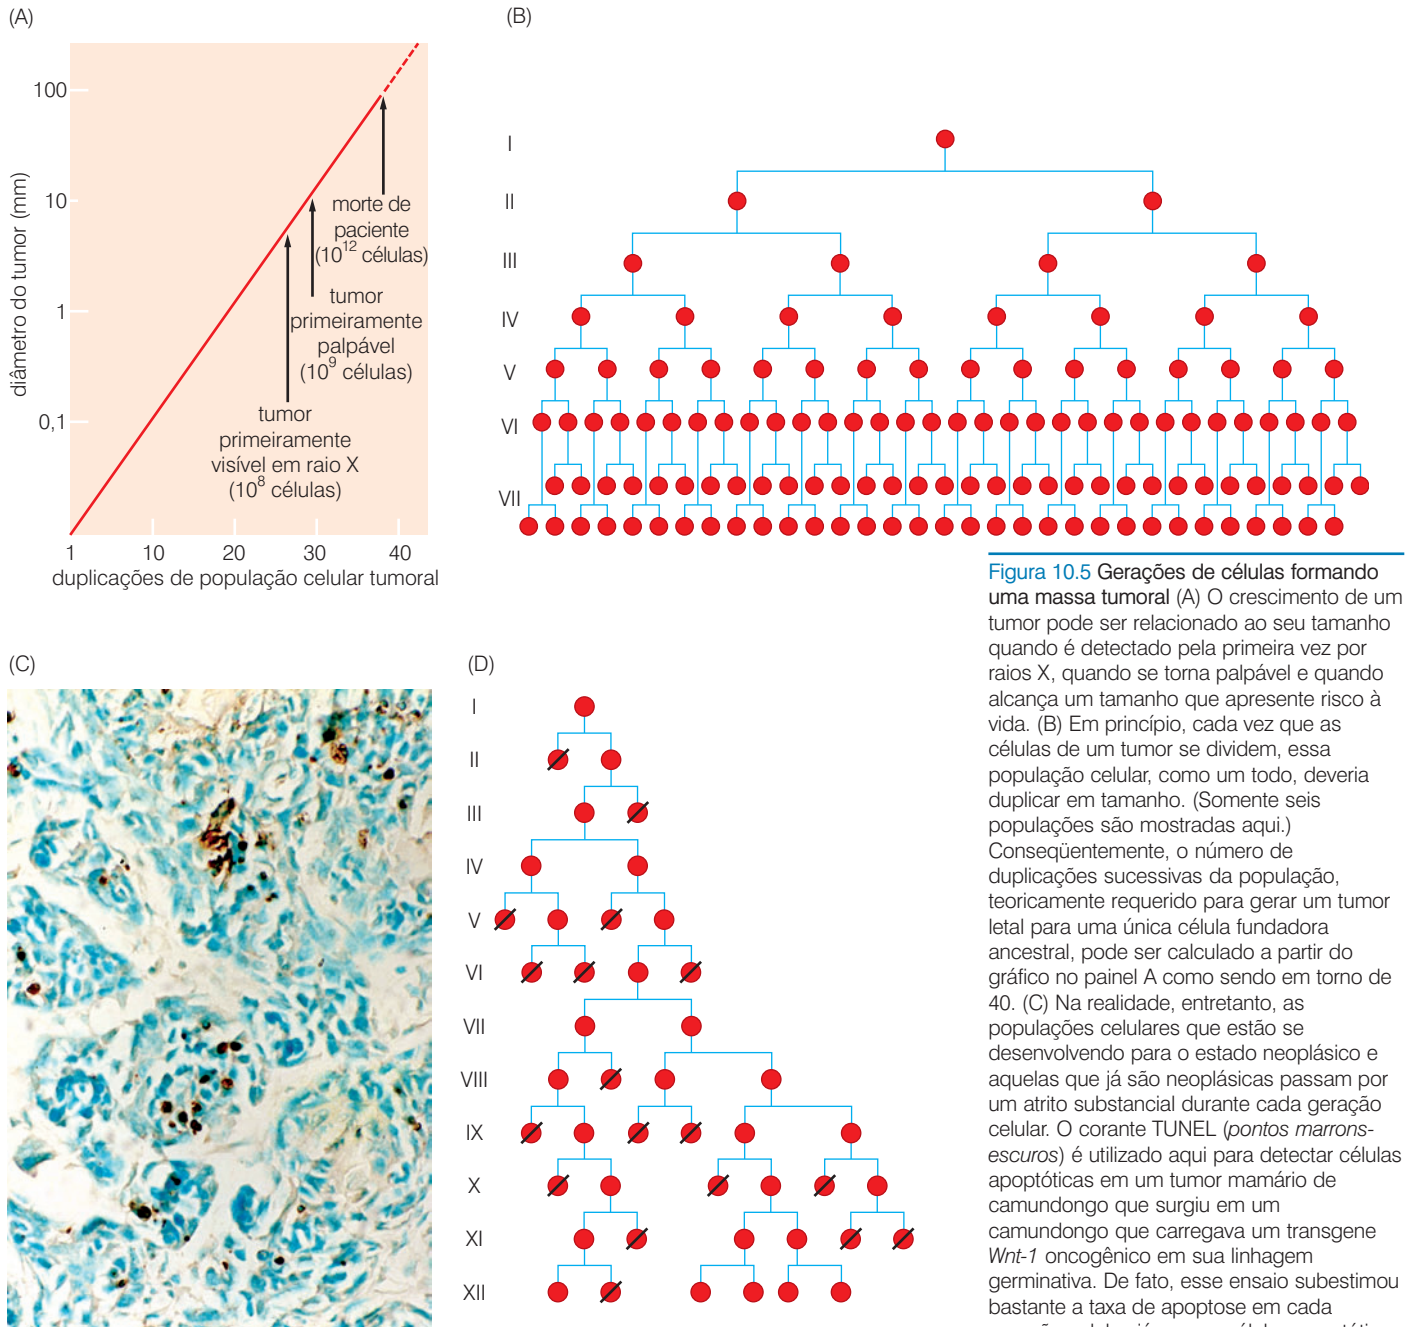 (A)
diâmetro do tumor (mm)
100
10
1
0,1
morte de
paciente
(10¹² células)
tumor
primeiramente
palpável
(10⁹ células)
tumor
primeiramente
visível em raio X
(10⁸ células)
1 10 20 30 40
duplicações de população celular tumoral
(B)
I
II
III
IV
V
VI
VII
(C)
(D)
I
II
III
IV
V
VI
VII
VIII
IX
X
XI
XII
Figura 10.5 Gerações de células formando
uma massa tumoral (A) O crescimento de um
tumor pode ser relacionado ao seu tamanho
quando é detectado pela primeira vez por
raios X, quando se torna palpável e quando
alcança um tamanho que apresente risco à
vida. (B) Em princípio, cada vez que as
células de um tumor se dividem, essa
população celular, como um todo, deveria
duplicar em tamanho. (Somente seis
populações são mostradas aqui.)
Conseqüentemente, o número de
duplicações sucessivas da população,
teoricamente requerido para gerar um tumor
letal para uma única célula fundadora
ancestral, pode ser calculado a partir do
gráfico no painel A como sendo em torno de
40. (C) Na realidade, entretanto, as
populações celulares que estão se
desenvolvendo para o estado neoplásico e
aquelas que já são neoplásicas passam por
um atrito substancial durante cada geração
celular. O corante TUNEL (pontos marrons-
escuros) é utilizado aqui para detectar células
apoptóticas em um tumor mamário de
camundongo que surgiu em um
camundongo que carregava um transgene
Wnt-1 oncogênico em sua linhagem
germinativa. De fato, esse ensaio subestimou
bastante a taxa de apoptose em cada